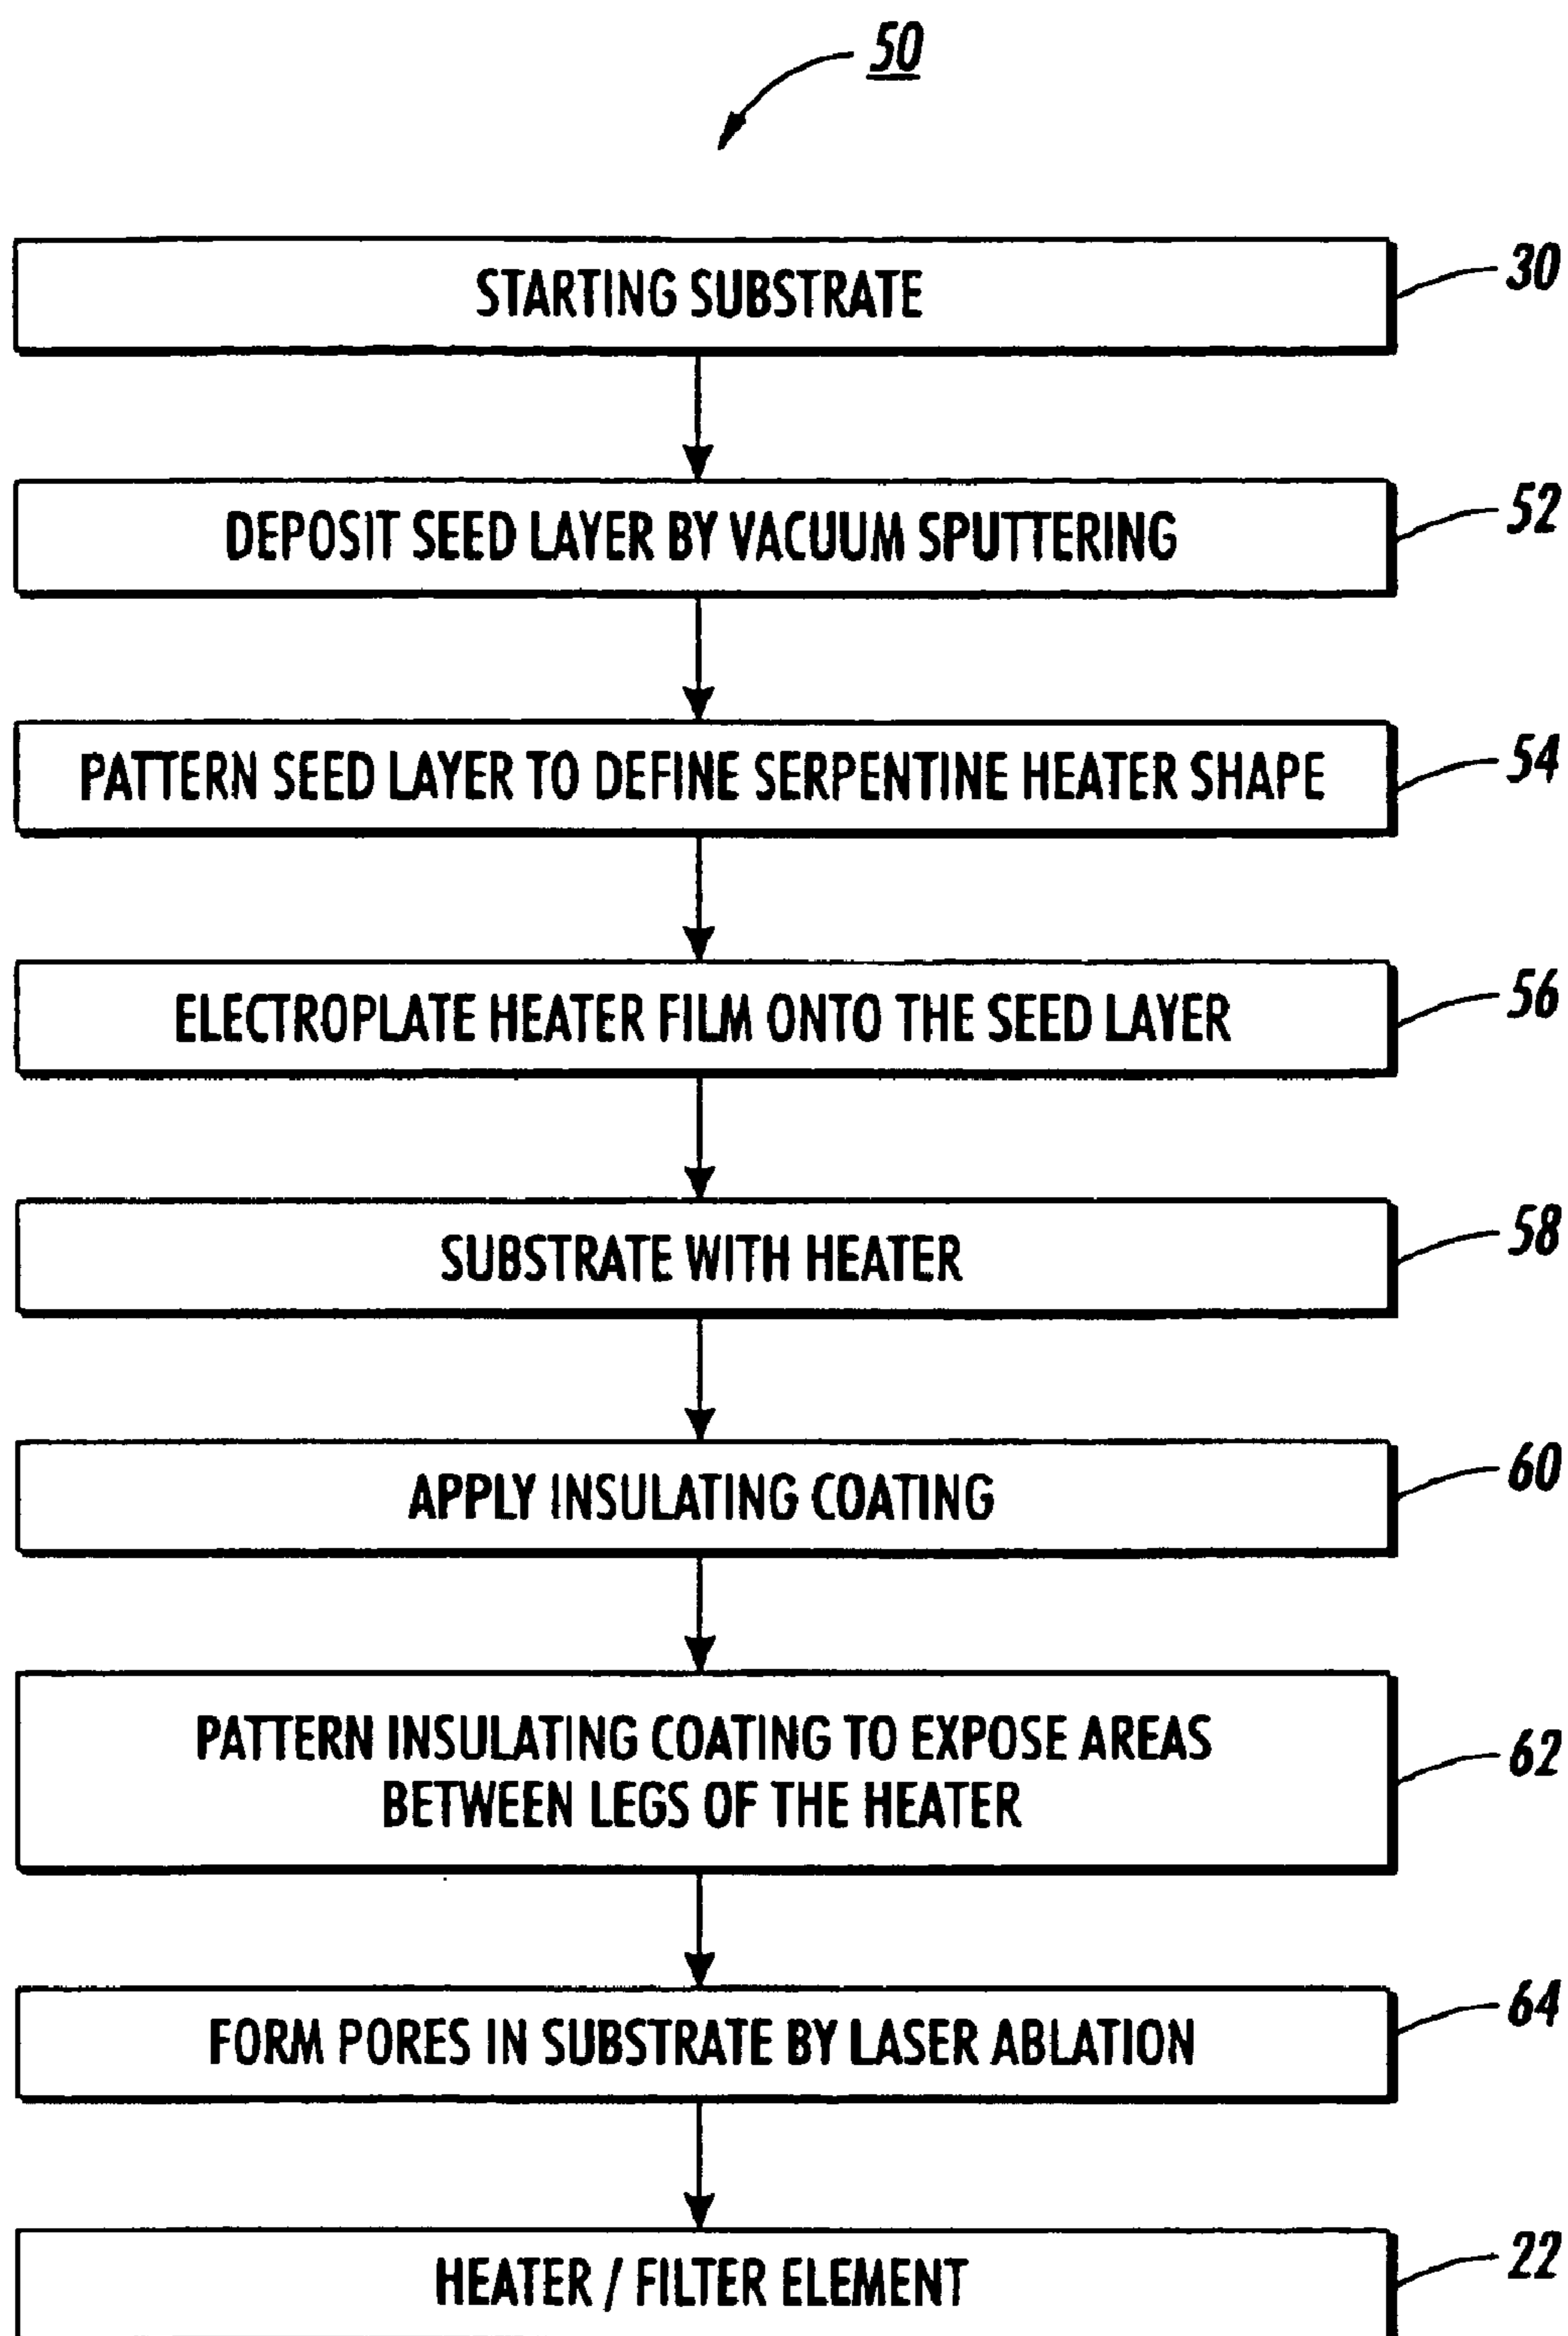 50
STARTING SUBSTRATE
30
DEPOSIT SEED LAYER BY VACUUM SPUTTERING
52
PATTERN SEED LAYER TO DEFINE SERPENTINE HEATER SHAPE
54
ELECTROPLATE HEATER FILM ONTO THE SEED LAYER
56
SUBSTRATE WITH HEATER
58
APPLY INSULATING COATING
60
PATTERN INSULATING COATING TO EXPOSE AREAS
BETWEEN LEGS OF THE HEATER
62
FORM PORES IN SUBSTRATE BY LASER ABLATION
64
HEATER / FILTER ELEMENT
22